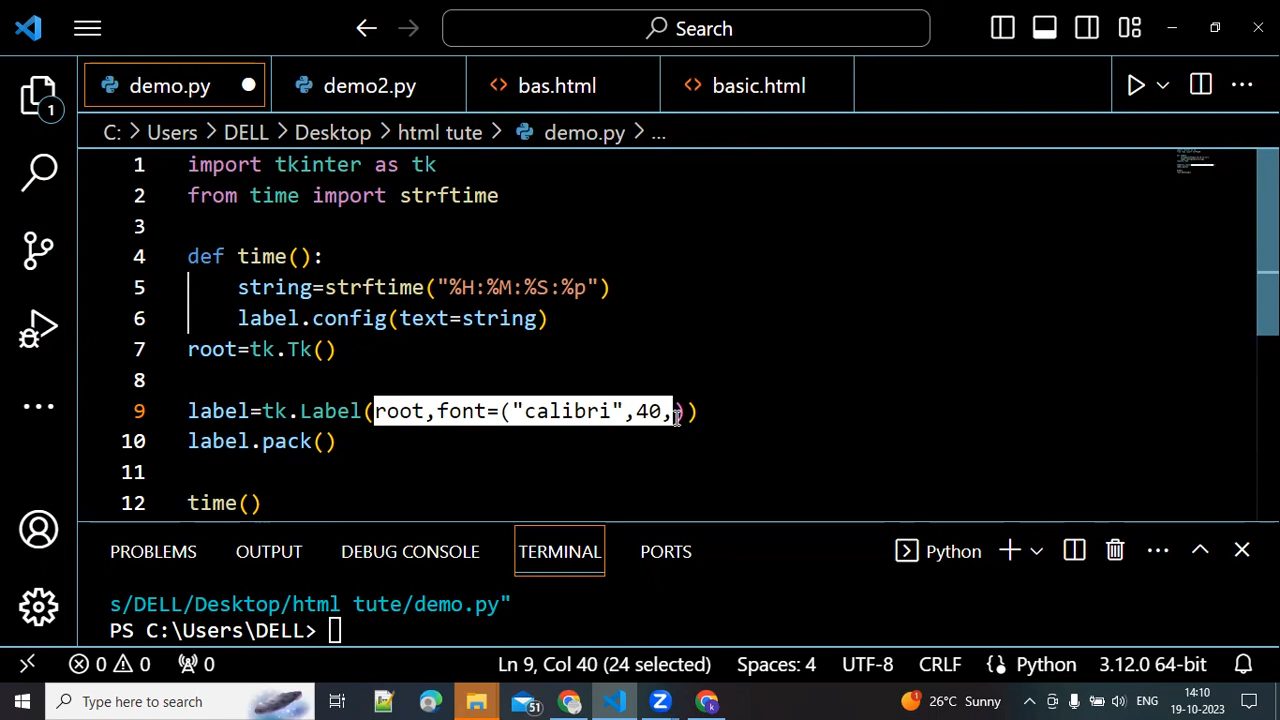 Search
demo.py
demo2.py
bas.html
basic.html
C: > Users > DELL > Desktop > html tute > demo.py > ...
1 import tkinter as tk
2 from time import strftime
3
4 def time():
5 string=strftime("%H:%M:%S:%p")
6 label.config(text=string)
7 root=tk.Tk()
8
9 label=tk.Label(root,font=("calibri",40,))
10 label.pack()
11
12 time()
1
PROBLEMS OUTPUT DEBUG CONSOLE TERMINAL PORTS
Python
s/DELL/Desktop/html tute/demo.py"
PS C:\Users\DELL>
0 0 0
Ln 9, Col 40 (24 selected) Spaces: 4 UTF-8 CRLF Python 3.12.0 64-bit
Type here to search
51
26°C Sunny
ENG
14:10
19-10-2023